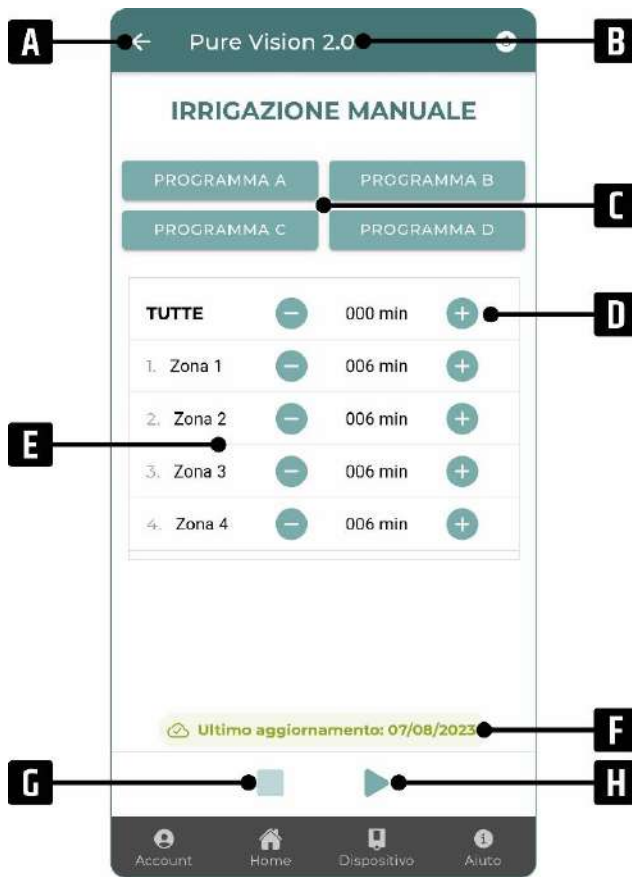 A
Pure Vision 2.0
B
IRRIGAZIONE MANUALE
PROGRAMMA A
PROGRAMMA B
C
PROGRAMMA C
PROGRAMMA D
TUTTE
000 min
D
1. Zona 1
006 min
2. Zona 2
006 min
E
3. Zona 3
006 min
4. Zona 4
006 min
Ultimo aggiornamento: 07/08/2023
F
G
H
Account
Home
Dispositivo
Aiuto